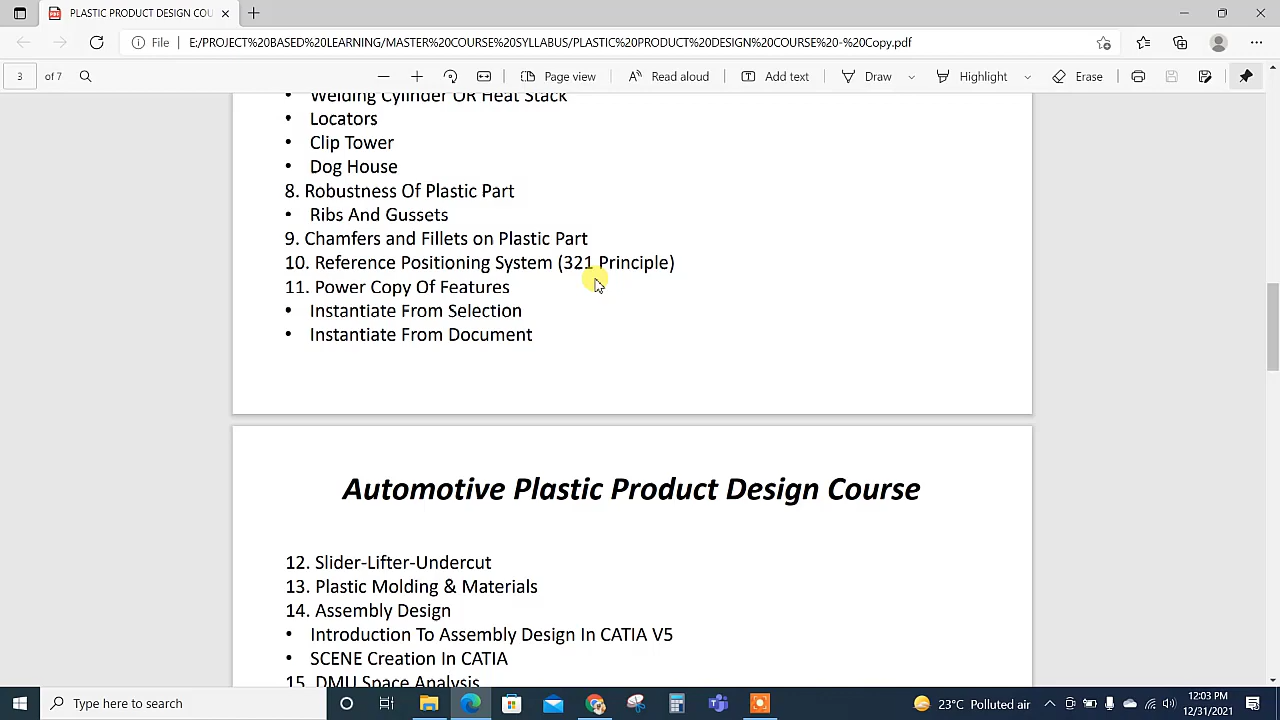 PLASTIC PRODUCT DESIGN COU
File
E:/PROJECT%20BASED%20LEARNING/MASTER%20COURSE%20SYLLABUS/PLASTIC%20PRODUCT%20DESIGN%20COURSE%20-%20Copy.pdf
3 of 7
Page view
Read aloud
Add text
Draw
Highlight
Erase
• Welding Cylinder OR Heat Stack
• Locators
• Clip Tower
• Dog House
8. Robustness Of Plastic Part
• Ribs And Gussets
9. Chamfers and Fillets on Plastic Part
10. Reference Positioning System (321 Principle)
11. Power Copy Of Features
• Instantiate From Selection
• Instantiate From Document
Automotive Plastic Product Design Course
12. Slider-Lifter-Undercut
13. Plastic Molding & Materials
14. Assembly Design
• Introduction To Assembly Design In CATIA V5
• SCENE Creation In CATIA
15. DMU Space Analysis
Type here to search
23°C Polluted air
12:03 PM
12/31/2021